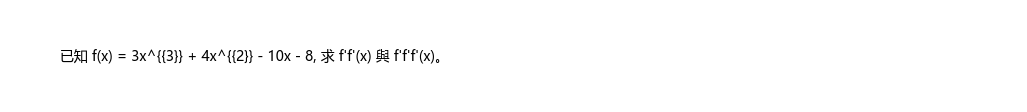 已知 f(x) = 3x^{{3}} + 4x^{{2}} - 10x - 8, 求 f'f'(x) 與 f'f'f'(x)。